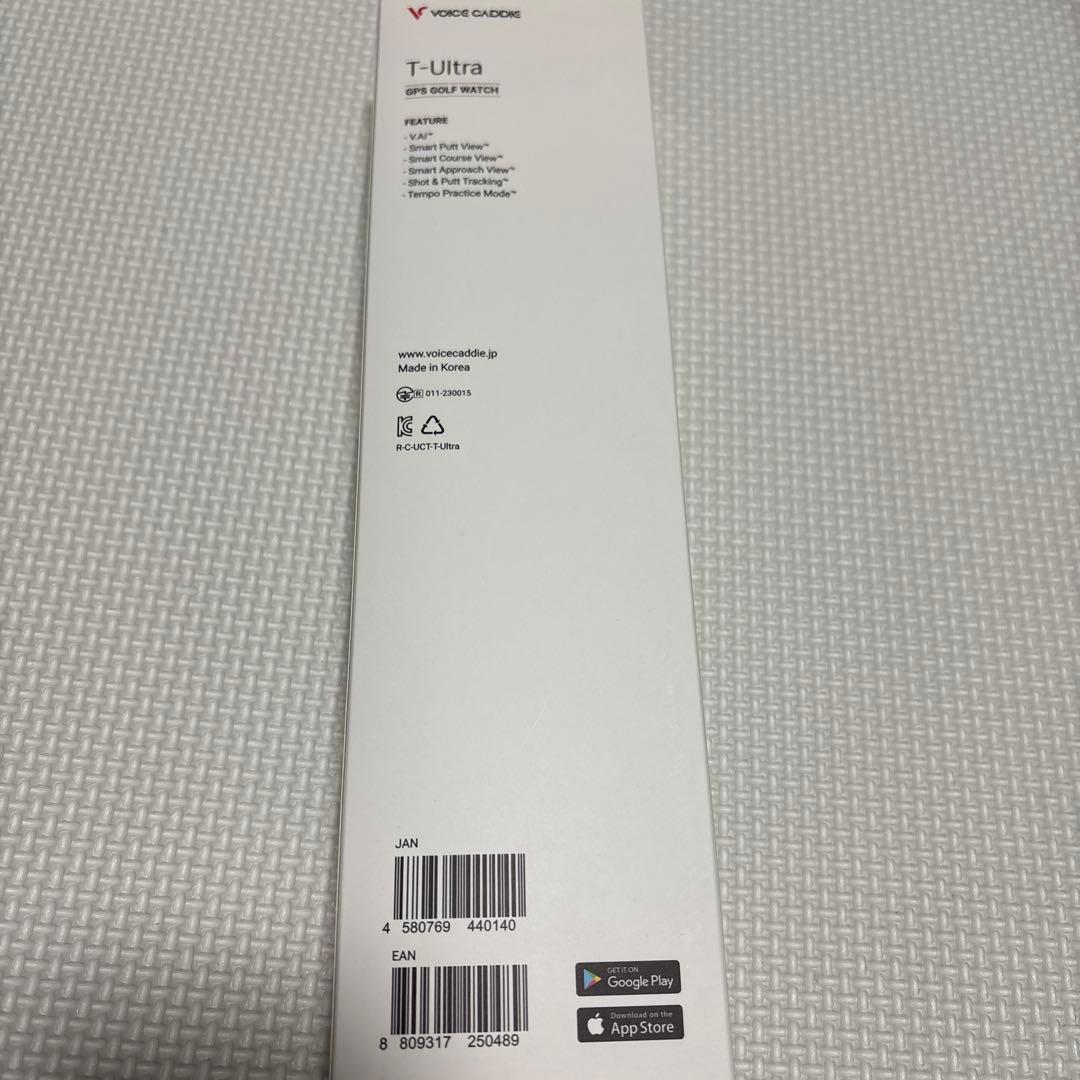 VOICE CADDIE
T-Ultra
GPS GOLF WATCH
FEATURE
- V.AI™
- Smart Putt View™
- Smart Course View™
- Smart Approach View™
- Shot & Putt Tracking™
- Tempo Practice Mode™
www.voicecaddie.jp
Made in Korea
R 011-230015
R-C-UCT-T-Ultra
JAN
4 580769 440140
EAN
8 809317 250489
GET IT ON
Google Play
Download on the
App Store